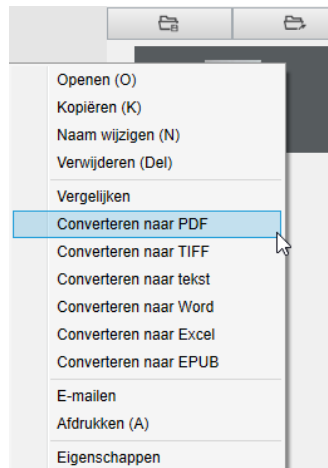 Openen (O)
Kopiëren (K)
Naam wijzigen (N)
Verwijderen (Del)
Vergelijken
Converteren naar PDF
Converteren naar TIFF
Converteren naar tekst
Converteren naar Word
Converteren naar Excel
Converteren naar EPUB
E-mailen
Afdrukken (A)
Eigenschappen